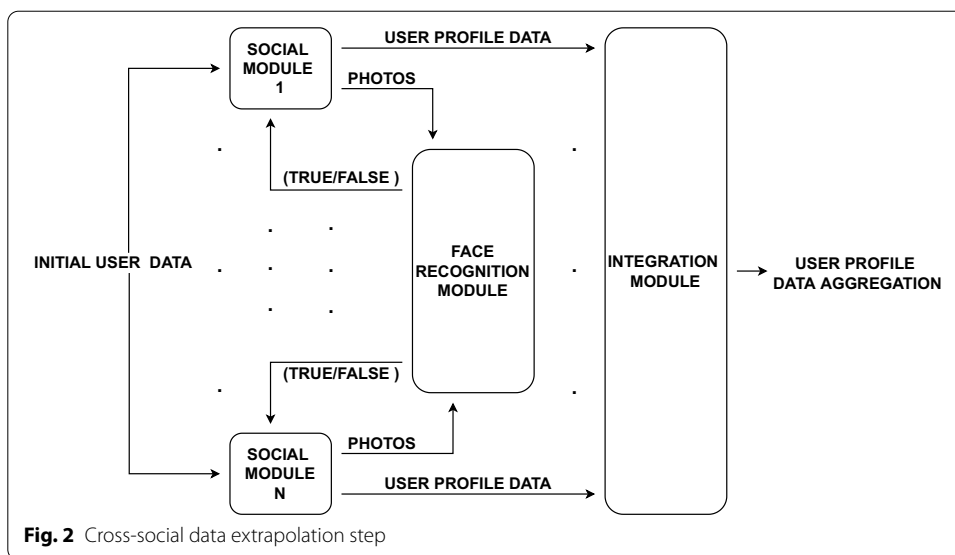 USER PROFILE DATA
SOCIAL
MODULE
1
PHOTOS
(TRUE/FALSE )
INITIAL USER DATA
FACE
RECOGNITION
MODULE
INTEGRATION
MODULE
USER PROFILE
DATA AGGREGATION
(TRUE/FALSE )
SOCIAL
MODULE
N
PHOTOS
USER PROFILE DATA
Fig. 2 Cross-social data extrapolation step